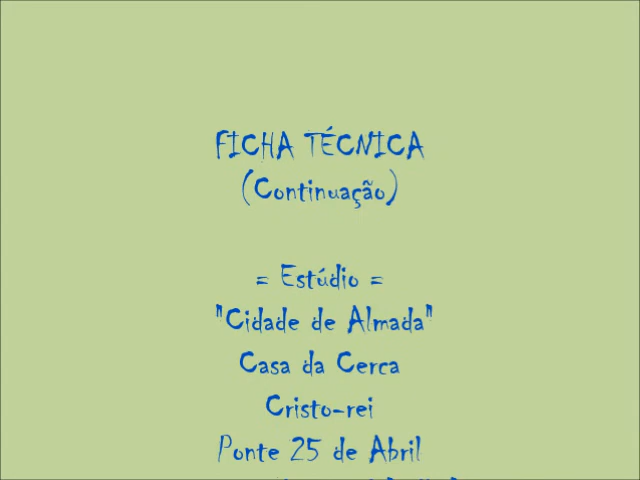 FICHA TÉCNICA
(Continuação)
= Estúdio =
"Cidade de Almada"
Casa da Cerca
Cristo-rei
Ponte 25 de Abril